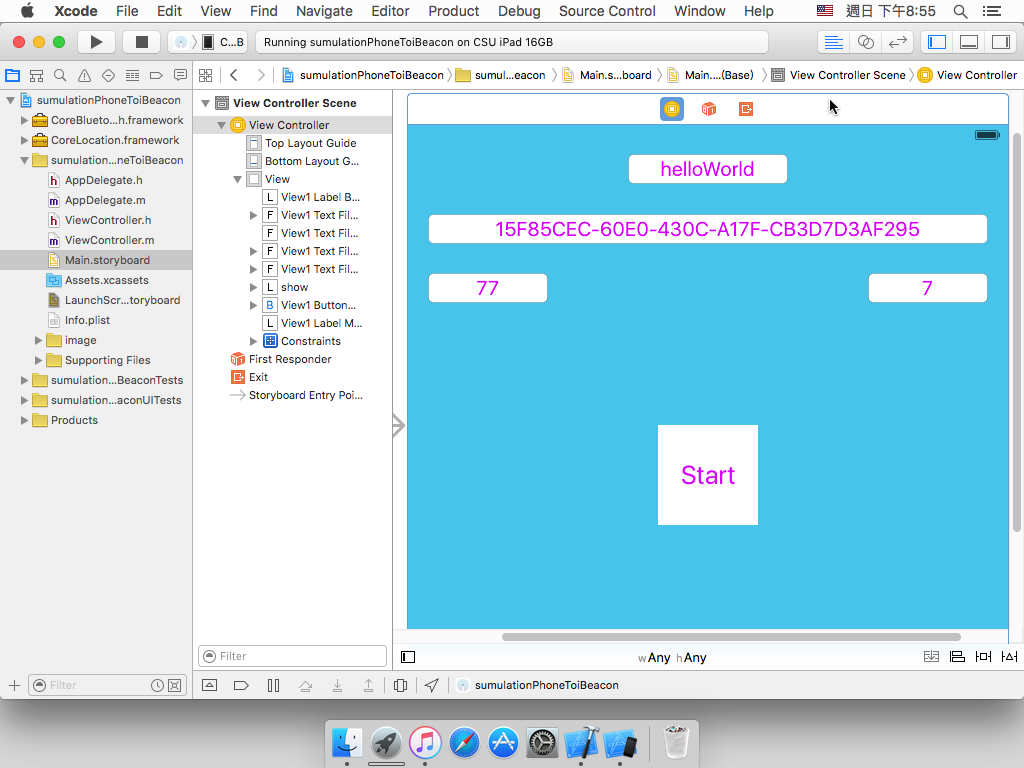 Xcode File Edit View Find Navigate Editor Product Debug Source Control Window Help 週日 下午8:55
C...B Running sumulationPhoneToiBeacon on CSU iPad 16GB
sumulationPhoneToiBeacon sumul...eacon Main.s...board Main....(Base) View Controller Scene View Controller
sumulationPhoneToiBeacon
CoreBlueto...h.framework
CoreLocation.framework
sumulation...neToiBeacon
h AppDelegate.h
m AppDelegate.m
h ViewController.h
m ViewController.m
Main.storyboard
Assets.xcassets
LaunchScr...toryboard
Info.plist
image
Supporting Files
sumulation...BeaconTests
sumulation...aconUITests
Products
Filter
View Controller Scene
View Controller
Top Layout Guide
Bottom Layout G...
View
L View1 Label B...
F View1 Text Fil...
F View1 Text Fil...
F View1 Text Fil...
F View1 Text Fil...
L show
B View1 Button...
L View1 Label M...
Constraints
First Responder
Exit
Storyboard Entry Poi...
Filter
helloWorld
15F85CEC-60E0-430C-A17F-CB3D7D3AF295
77 7
Start
wAny hAny
sumulationPhoneToiBeacon